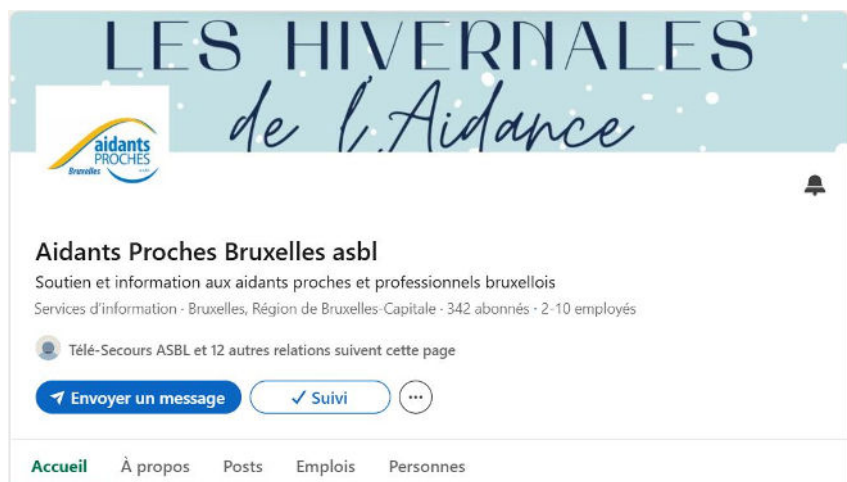 LES HIVERNALES
de l'Aidance
aidants
PROCHES
Bruxelles asbl
Aidants Proches Bruxelles asbl
Soutien et information aux aidants proches et professionnels bruxellois
Services d'information · Bruxelles, Région de Bruxelles-Capitale · 342 abonnés · 2-10 employés
Télé-Secours ASBL et 12 autres relations suivent cette page
Envoyer un message
Suivi
Accueil À propos Posts Emplois Personnes